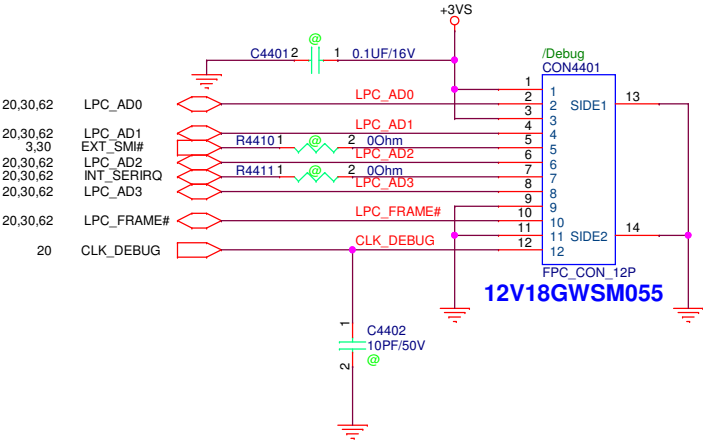 +3VS
C4401 2 @ 1 0.1UF/16V
/Debug
CON4401
1 1
20,30,62 LPC_AD0 LPC_AD0 2 2 SIDE1 13
3 3
20,30,62 LPC_AD1 LPC_AD1 4 4
3,30 EXT_SMI# R4410 1 @ 2 0Ohm 5 5
20,30,62 LPC_AD2 LPC_AD2 6 6
20,30,62 INT_SERIRQ R4411 1 @ 2 0Ohm 7 7
20,30,62 LPC_AD3 LPC_AD3 8 8
9 9
20,30,62 LPC_FRAME# LPC_FRAME# 10 10
11 11 SIDE2 14
20 CLK_DEBUG CLK_DEBUG 12 12
FPC_CON_12P
12V18GWSM055
1
C4402
10PF/50V
2 @